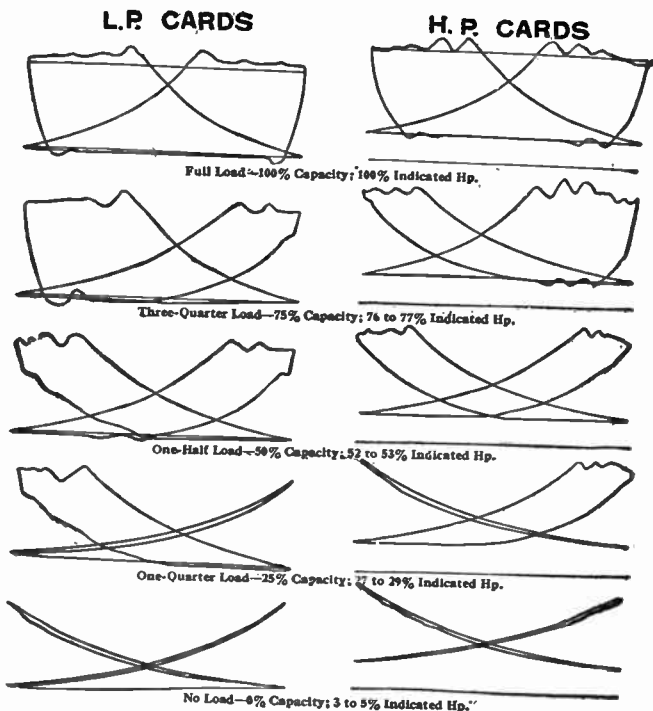 L.P. CARDS
H. P. CARDS
Full Load—100% Capacity; 100% Indicated Hp.
Three-Quarter Load—75% Capacity; 76 to 77% Indicated Hp.
One-Half Load—50% Capacity; 52 to 53% Indicated Hp.
One-Quarter Load—25% Capacity; 27 to 29% Indicated Hp.
No Load—0% Capacity; 3 to 5% Indicated Hp."